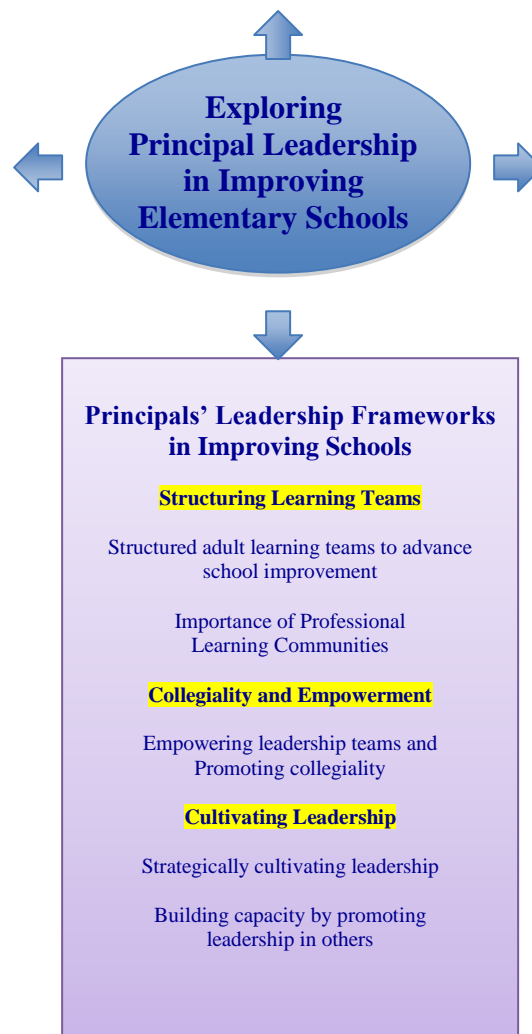 Exploring
Principal Leadership
in Improving
Elementary Schools
Principals’ Leadership Frameworks
in Improving Schools
Structuring Learning Teams
Structured adult learning teams to advance
school improvement
Importance of Professional
Learning Communities
Collegiality and Empowerment
Empowering leadership teams and
Promoting collegiality
Cultivating Leadership
Strategically cultivating leadership
Building capacity by promoting
leadership in others